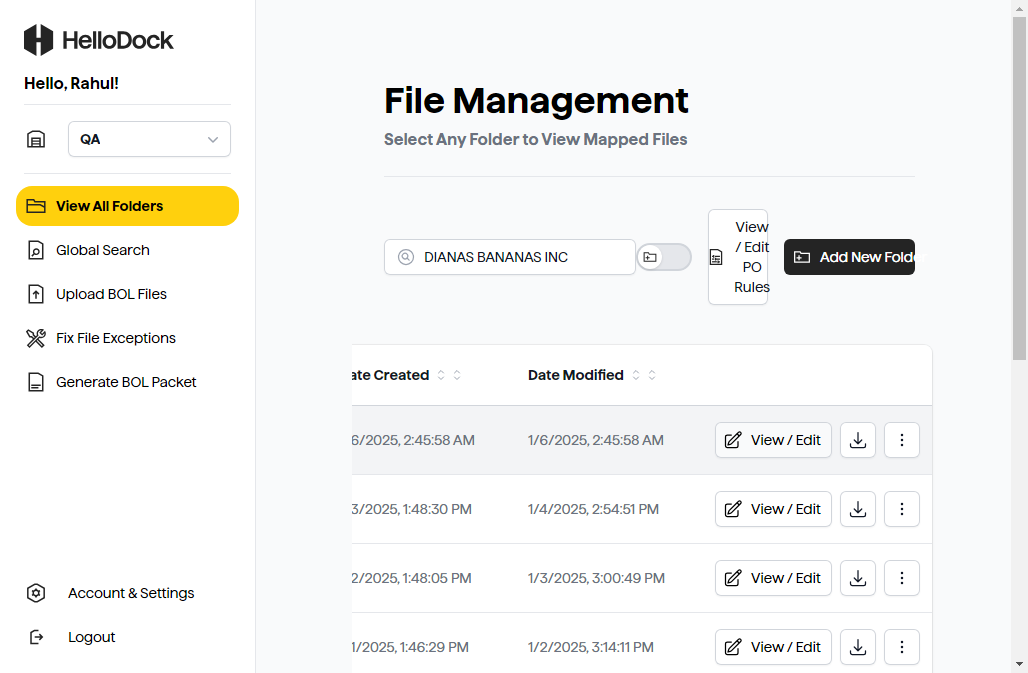 HelloDock
Hello, Rahul!
QA
View All Folders
Global Search
Upload BOL Files
Fix File Exceptions
Generate BOL Packet
Account & Settings
Logout
File Management
Select Any Folder to View Mapped Files
DIANAS BANANAS INC
View
/ Edit
PO
Rules
Add New Folde
ate Created Date Modified
6/2025, 2:45:58 AM 1/6/2025, 2:45:58 AM View / Edit
3/2025, 1:48:30 PM 1/4/2025, 2:54:51 PM View / Edit
2/2025, 1:48:05 PM 1/3/2025, 3:00:49 PM View / Edit
1/2025, 1:46:29 PM 1/2/2025, 3:14:11 PM View / Edit